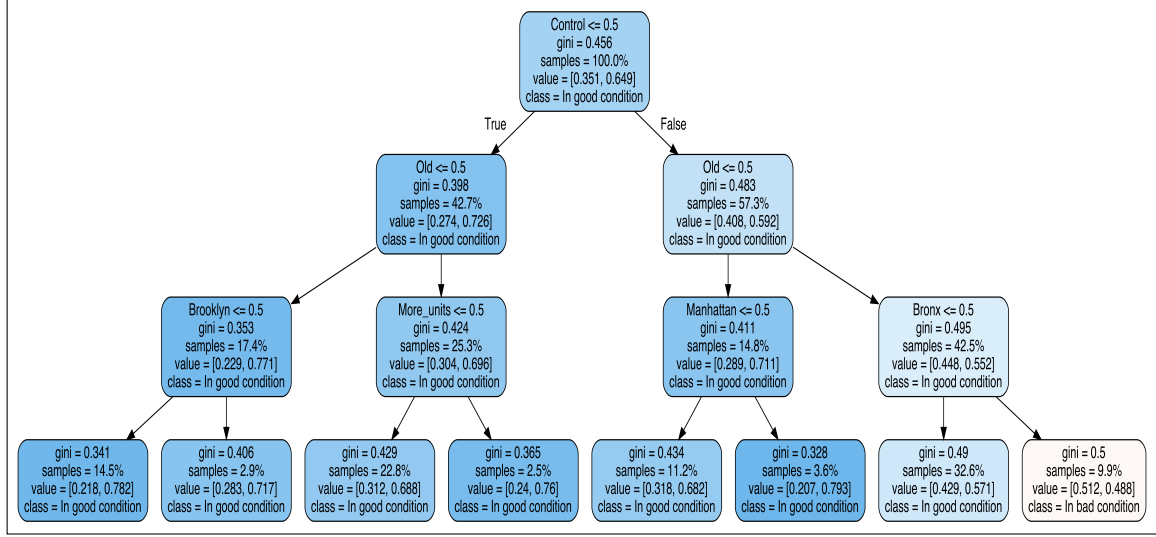 Control <= 0.5
gini = 0.456
samples = 100.0%
value = [0.351, 0.649]
class = In good condition
True
False
Old <= 0.5
gini = 0.398
samples = 42.7%
value = [0.274, 0.726]
class = In good condition
Old <= 0.5
gini = 0.483
samples = 57.3%
value = [0.408, 0.592]
class = In good condition
Brooklyn <= 0.5
gini = 0.353
samples = 17.4%
value = [0.229, 0.771]
class = In good condition
More_units <= 0.5
gini = 0.424
samples = 25.3%
value = [0.304, 0.696]
class = In good condition
Manhattan <= 0.5
gini = 0.411
samples = 14.8%
value = [0.289, 0.711]
class = In good condition
Bronx <= 0.5
gini = 0.495
samples = 42.5%
value = [0.448, 0.552]
class = In good condition
gini = 0.341
samples = 14.5%
value = [0.218, 0.782]
class = In good condition
gini = 0.406
samples = 2.9%
value = [0.283, 0.717]
class = In good condition
gini = 0.429
samples = 22.8%
value = [0.312, 0.688]
class = In good condition
gini = 0.365
samples = 2.5%
value = [0.24, 0.76]
class = In good condition
gini = 0.434
samples = 11.2%
value = [0.318, 0.682]
class = In good condition
gini = 0.328
samples = 3.6%
value = [0.207, 0.793]
class = In good condition
gini = 0.49
samples = 32.6%
value = [0.429, 0.571]
class = In good condition
gini = 0.5
samples = 9.9%
value = [0.512, 0.488]
class = In bad condition